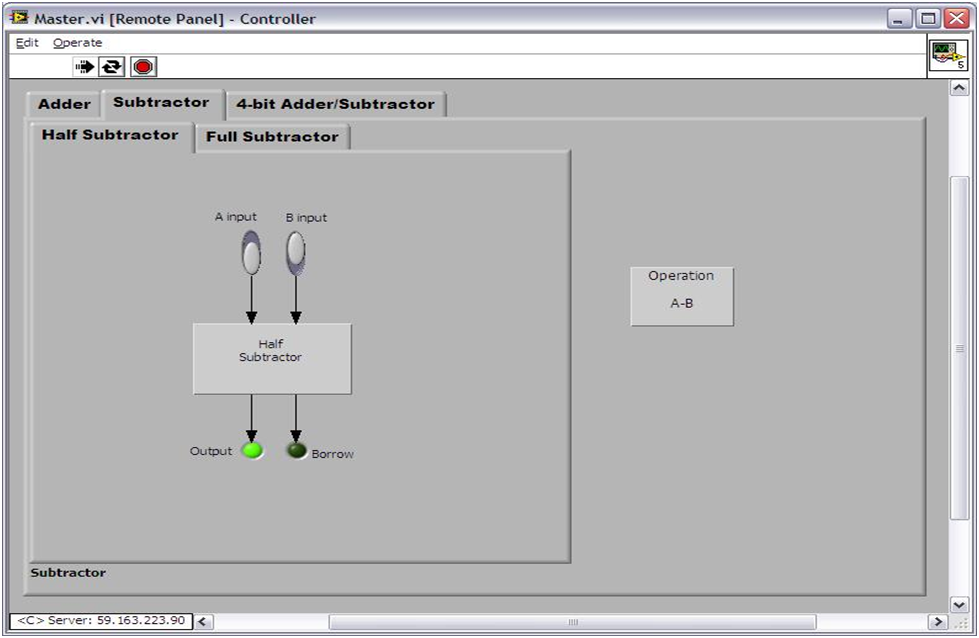 Master.vi [Remote Panel] - Controller
Edit Operate
5
Adder Subtractor 4-bit Adder/Subtractor
Half Subtractor Full Subtractor
A input B input
Operation
A-B
Half
Subtractor
Output Borrow
Subtractor
<C> Server: 59.163.223.90